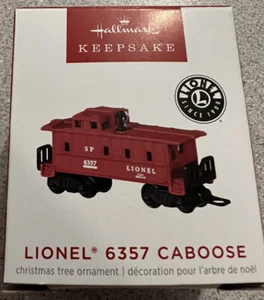 Hallmark
KEEPSAKE
LIONEL
L
SINCE 1900
SP
6357
LIONEL
LIONEL® 6357 CABOOSE
christmas tree ornament | décoration pour l'arbre de noël